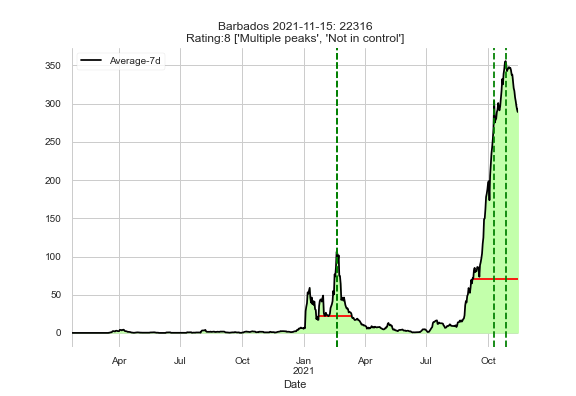 Barbados 2021-11-15: 22316
Rating:8 ['Multiple peaks', 'Not in control']
Average-7d
350
300
250
200
150
100
50
0
Apr Jul Oct Jan Apr Jul Oct
2021
Date